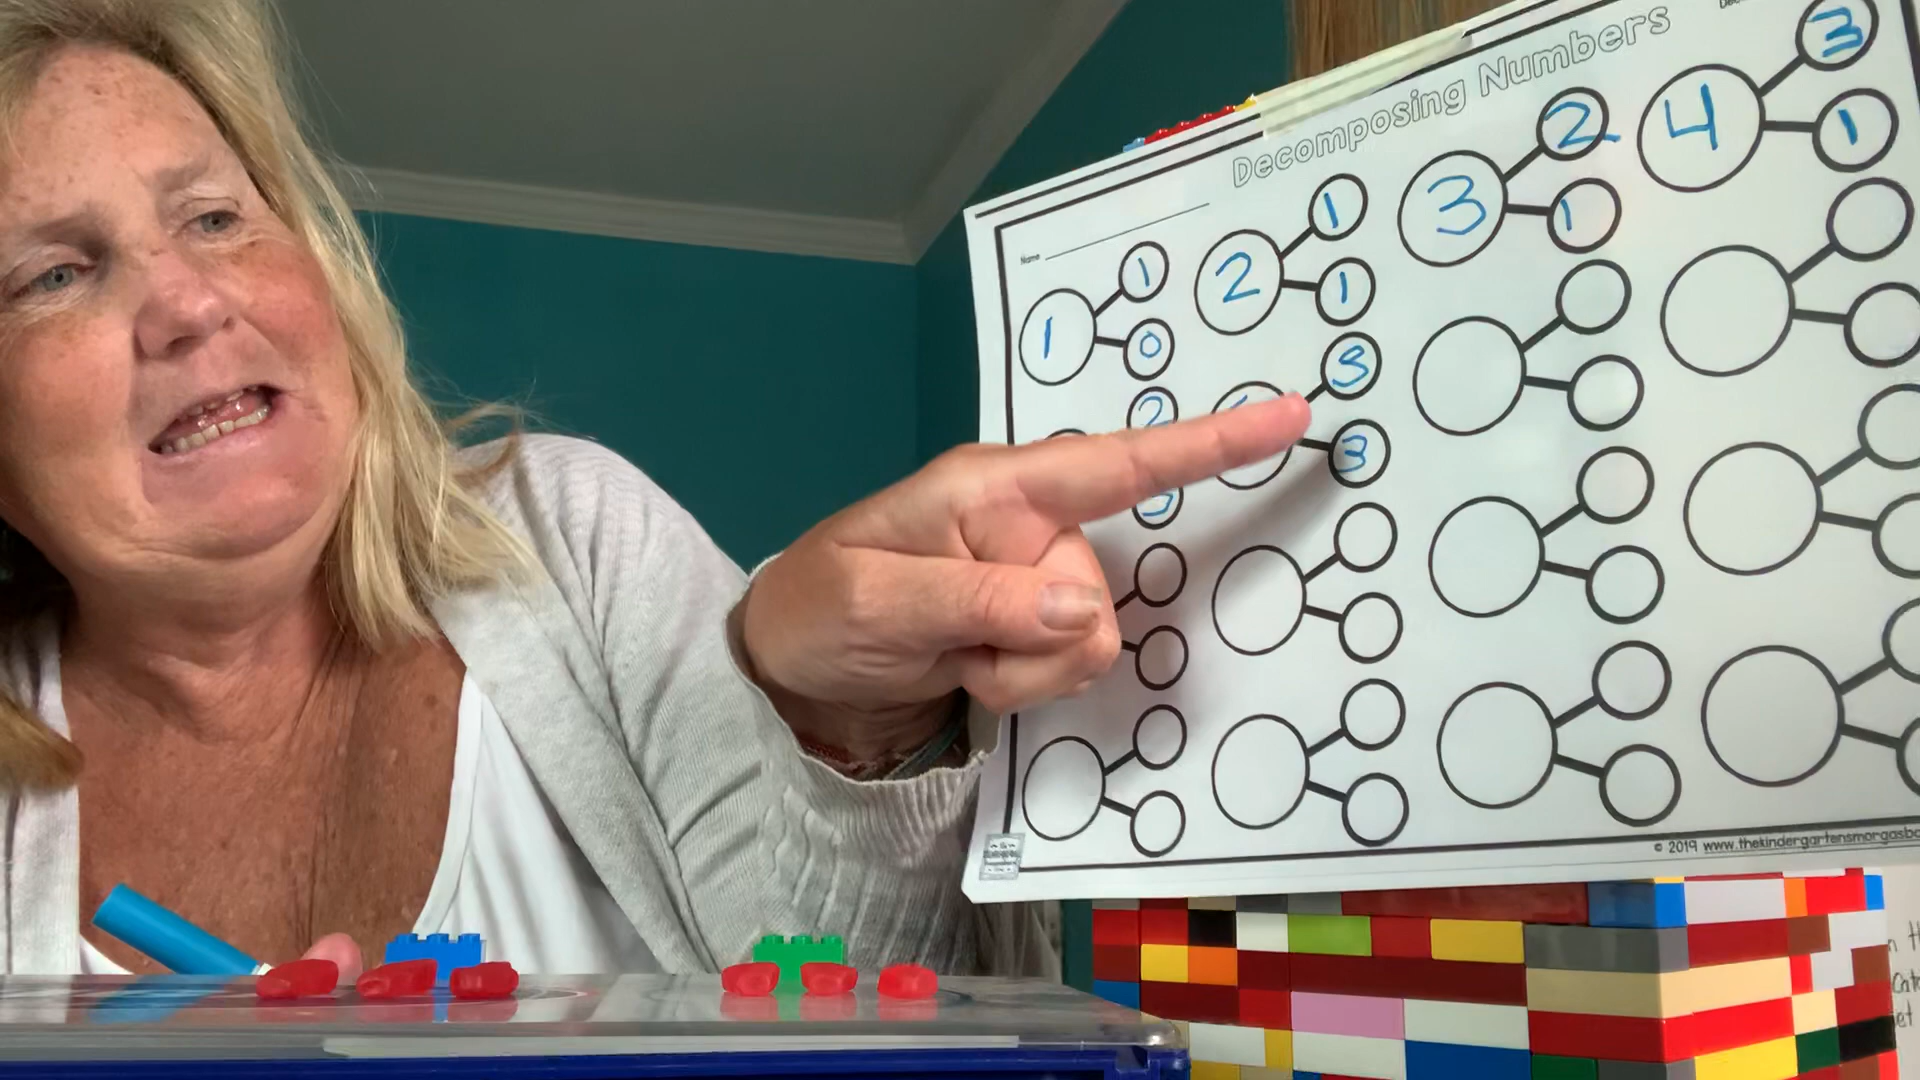 Decomposing Numbers
Name
1 1 0
2 1 1
3 2 1
4 3 1
2 3
3 3
© 2019 www.thekindergartensmorgasbo